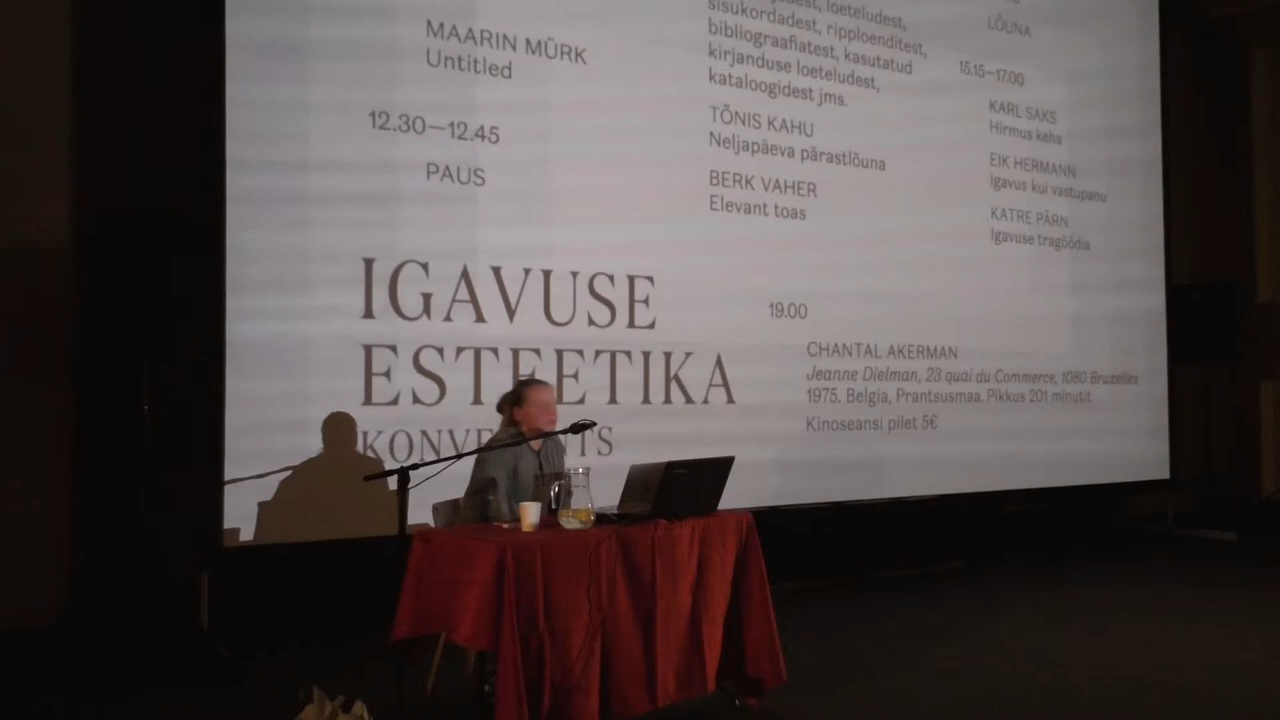 MAARIN MÜRK
Untitled
12.30—12.45
PAUS
loeteludest,
sisukordadest, ripploenditest,
bibliograafiatest, kasutatud
kirjanduse loeteludest,
kataloogidest jms.
TÕNIS KAHU
Neljapäeva pärastlõuna
BERK VAHER
Elevant toas
LÕUNA
15.15—17.00
KARL SAKS
Hirmus keha
EIK HERMANN
Igavus kui vastupanu
KATRE PÄRN
Igavuse tragöödia
IGAVUSE
ESTEETIKA
19.00
CHANTAL AKERMAN
Jeanne Dielman, 23 quai du Commerce, 1080 Bruxelles
1975. Belgia, Prantsusmaa. Pikkus 201 minutit
Kinoseansi pilet 5€